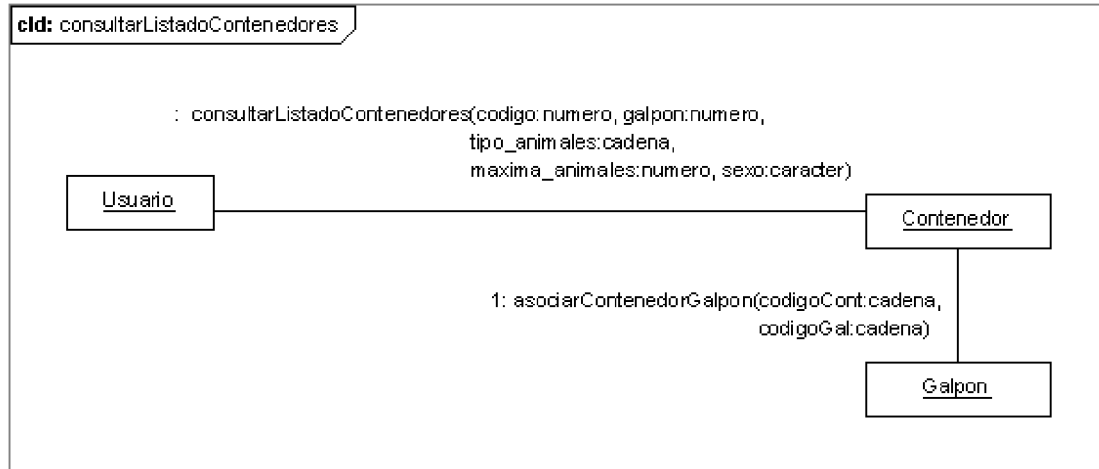 cld: consultarListadoContenedores
: consultarListadoContenedores(codigo:numero, galpon:numero,
tipo_animales:cadena,
maxima_animales:numero, sexo:caracter)
Usuario
Contenedor
1: asociarContenedorGalpon(codigoCont:cadena,
codigoGal:cadena)
Galpon